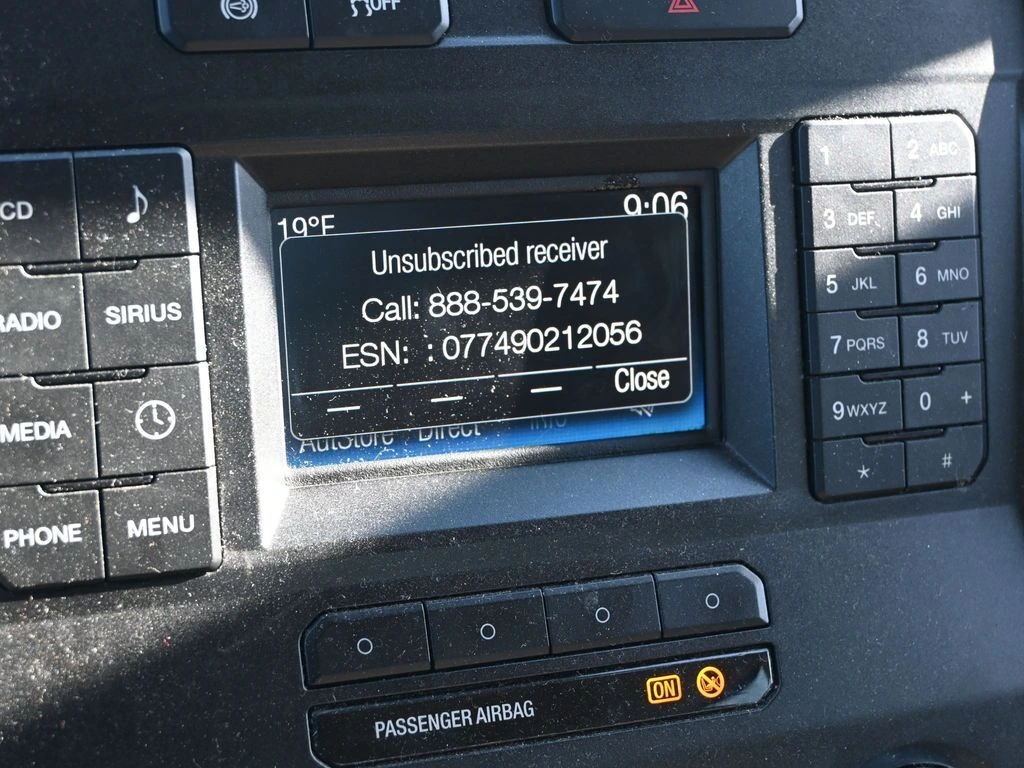 OFF
19°F 9:06
Unsubscribed receiver
Call: 888-539-7474
ESN: : 077490212056
Close
AutoStore Direct Info
CD
RADIO SIRIUS
MEDIA
PHONE MENU
1 2 ABC
3 DEF 4 GHI
5 JKL 6 MNO
7 PQRS 8 TUV
9 WXYZ 0 +
* #
PASSENGER AIRBAG ON